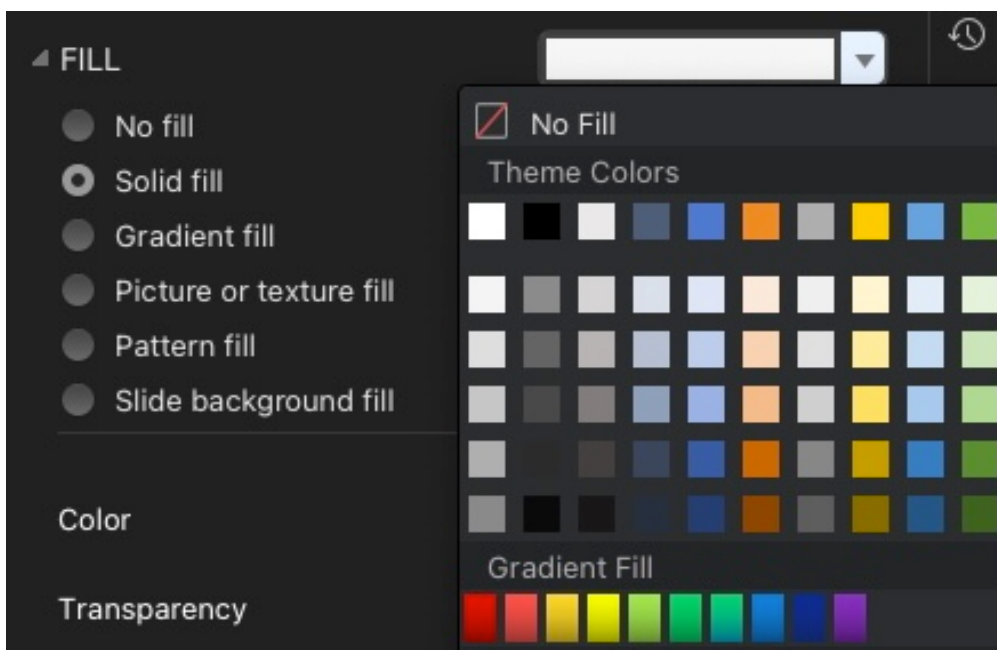 FILL
No fill
Solid fill
Gradient fill
Picture or texture fill
Pattern fill
Slide background fill
Color
Transparency
No Fill
Theme Colors
Gradient Fill